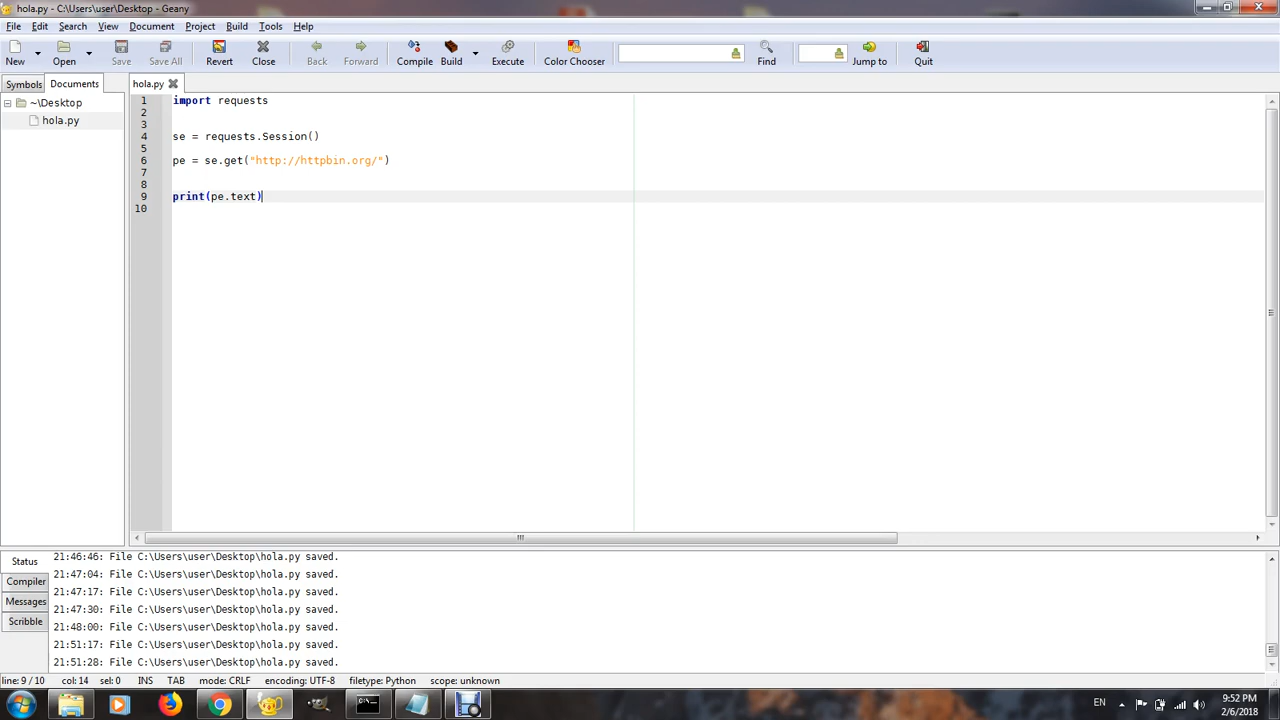 hola.py - C:\Users\user\Desktop - Geany
File Edit Search View Document Project Build Tools Help
New Open Save Save All Revert Close Back Forward Compile Build Execute Color Chooser Find Jump to Quit
Symbols Documents hola.py
~\Desktop
hola.py
1 import requests
2
3
4 se = requests.Session()
5
6 pe = se.get("http://httpbin.org/")
7
8
9 print(pe.text)
10
Status
Compiler
Messages
Scribble
21:46:46: File C:\Users\user\Desktop\hola.py saved.
21:47:04: File C:\Users\user\Desktop\hola.py saved.
21:47:17: File C:\Users\user\Desktop\hola.py saved.
21:47:30: File C:\Users\user\Desktop\hola.py saved.
21:48:00: File C:\Users\user\Desktop\hola.py saved.
21:51:17: File C:\Users\user\Desktop\hola.py saved.
21:51:28: File C:\Users\user\Desktop\hola.py saved.
line: 9 / 10 col: 14 sel: 0 INS TAB mode: CRLF encoding: UTF-8 filetype: Python scope: unknown
EN
9:52 PM
2/6/2018